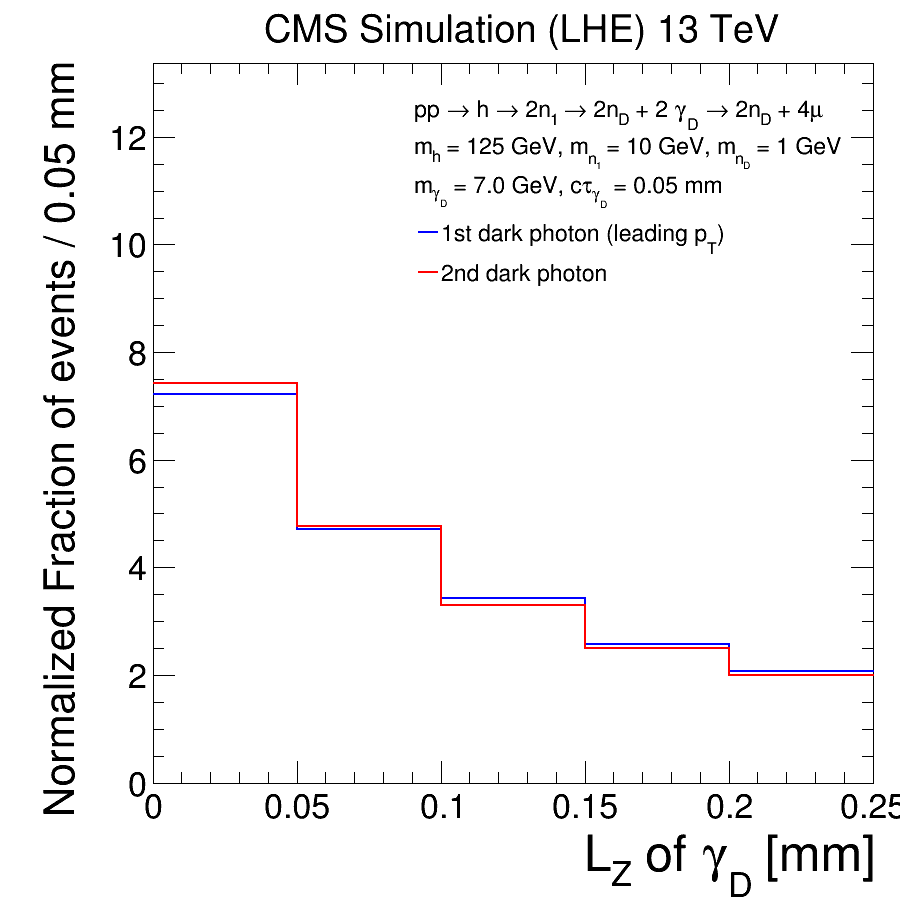 CMS Simulation (LHE) 13 TeV
Normalized Fraction of events / 0.05 mm
pp → h → 2n1 → 2nD + 2 γD → 2nD + 4μ
mh = 125 GeV, mn1 = 10 GeV, mnD = 1 GeV
mγD = 7.0 GeV, cτγD = 0.05 mm
1st dark photon (leading pT)
2nd dark photon
12
10
8
6
4
2
0
0 0.05 0.1 0.15 0.2 0.25
LZ of γD [mm]